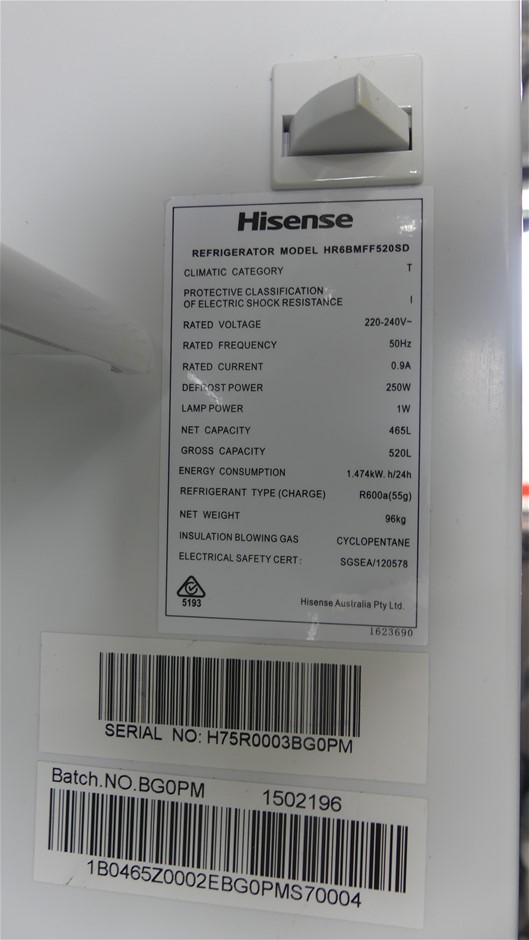 Hisense
REFRIGERATOR MODEL HR6BMFF520SD
CLIMATIC CATEGORY T
PROTECTIVE CLASSIFICATION
OF ELECTRIC SHOCK RESISTANCE I
RATED VOLTAGE 220-240V~
RATED FREQUENCY 50Hz
RATED CURRENT 0.9A
DEFROST POWER 250W
LAMP POWER 1W
NET CAPACITY 465L
GROSS CAPACITY 520L
ENERGY CONSUMPTION 1.474kW. h/24h
REFRIGERANT TYPE (CHARGE) R600a(55g)
NET WEIGHT 96kg
INSULATION BLOWING GAS CYCLOPENTANE
ELECTRICAL SAFETY CERT: SGSEA/120578
5193
Hisense Australia Pty Ltd.
1623690
SERIAL NO: H75R0003BG0PM
Batch.NO.BG0PM 1502196
1B0465Z0002EBG0PMS70004